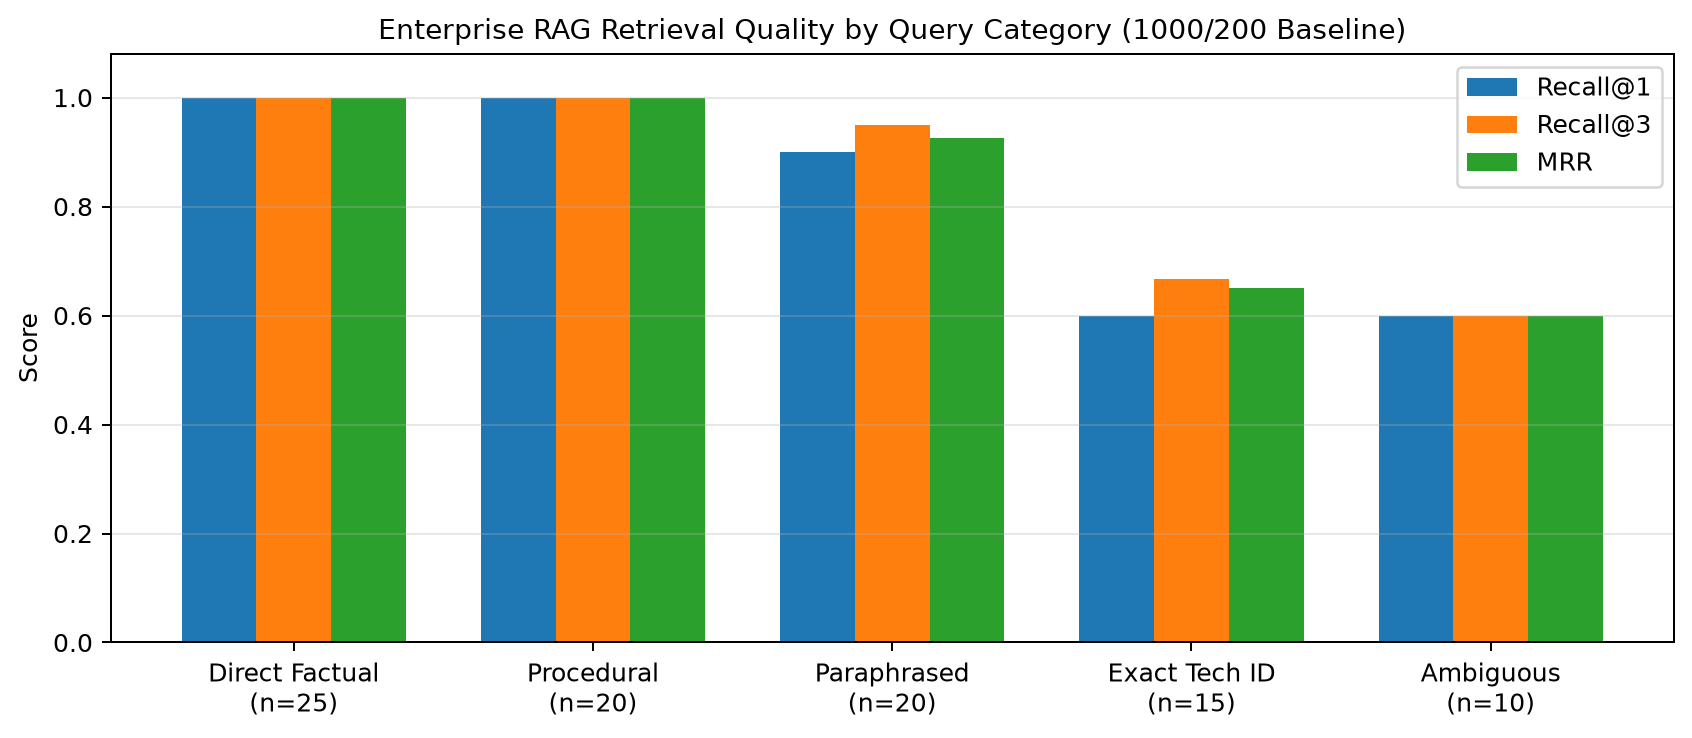 Enterprise RAG Retrieval Quality by Query Category (1000/200 Baseline)
Recall@1
Recall@3
MRR
Score
1.0
0.8
0.6
0.4
0.2
0.0
Direct Factual
(n=25)
Procedural
(n=20)
Paraphrased
(n=20)
Exact Tech ID
(n=15)
Ambiguous
(n=10)